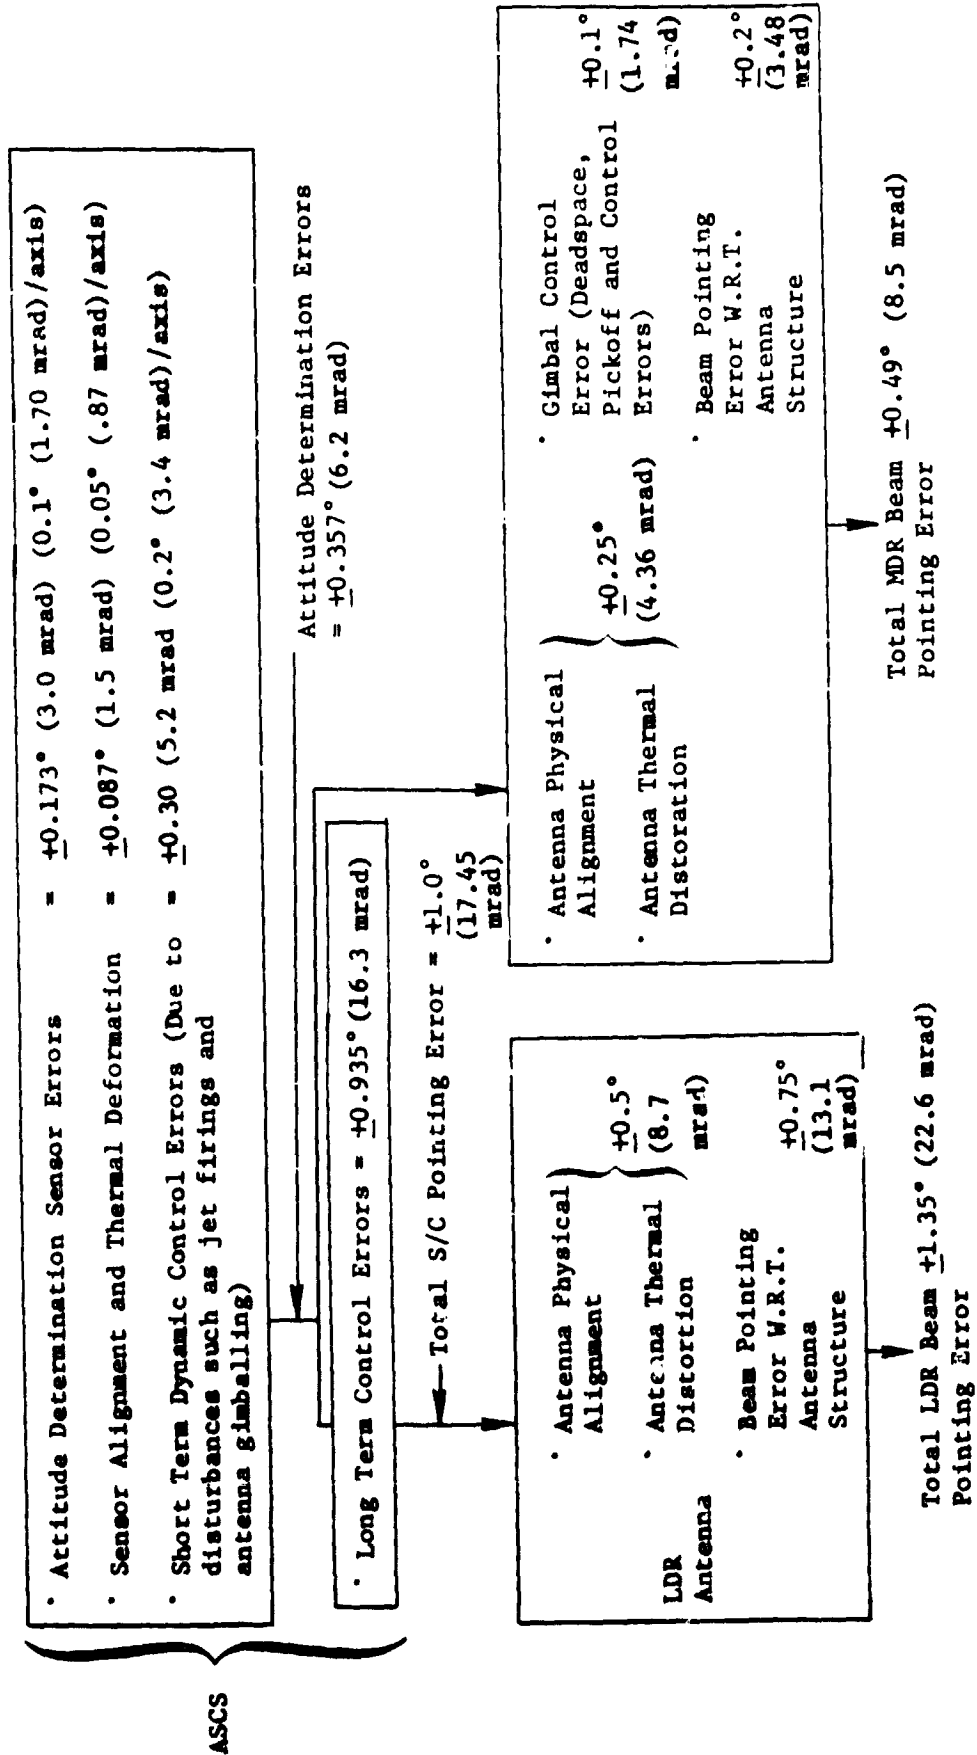 ASCS
· Attitude Determination Sensor Errors = ±0.173° (3.0 mrad) (0.1° (1.70 mrad)/axis)
· Sensor Alignment and Thermal Deformation = ±0.087° (1.5 mrad) (0.05° (.87 mrad)/axis)
· Short Term Dynamic Control Errors (Due to = ±0.30 (5.2 mrad (0.2° (3.4 mrad)/axis)
disturbances such as jet firings and
antenna gimballing)
Attitude Determination Errors
= ±0.357° (6.2 mrad)
· Long Term Control Errors = ±0.935° (16.3 mrad)
Total S/C Pointing Error = ±1.0°
(17.45
mrad)
LDR
Antenna
· Antenna Physical
Alignment
· Antenna Thermal
Distortion
±0.5°
(8.7
mrad)
· Beam Pointing
Error W.R.T.
Antenna
Structure
±0.75°
(13.1
mrad)
Total LDR Beam ±1.35° (22.6 mrad)
Pointing Error
· Antenna Physical
Alignment
· Antenna Thermal
Distoration
±0.25°
(4.36 mrad)
· Gimbal Control
Error (Deadspace,
Pickoff and Control
Errors)
±0.1°
(1.74
mrad)
· Beam Pointing
Error W.R.T.
Antenna
Structure
±0.2°
(3.48
mrad)
Total MDR Beam ±0.49° (8.5 mrad)
Pointing Error